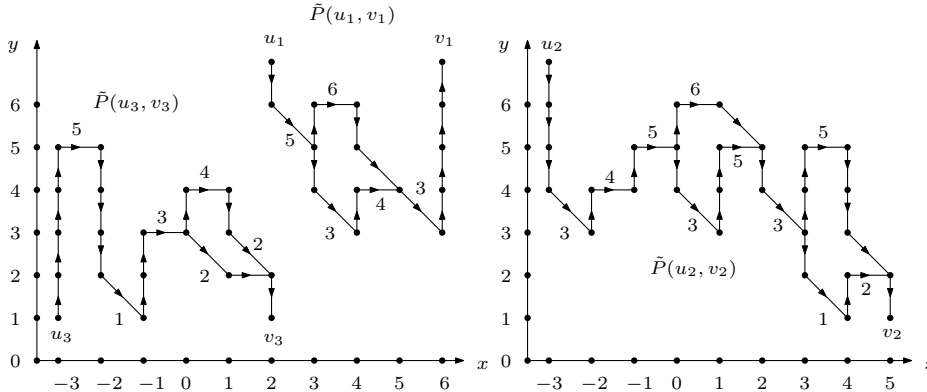 P̃(u₁, v₁)
y u₁ v₁ y u₂
6 6 6 6
P̃(u₃, v₃)
5 5 5 5 5 5 5
4 4 4 3 4 4
3 3 2 3 3 3 3
2 2 2 P̃(u₂, v₂) 2
1 1 1 1
u₃ v₃ v₂
0 x 0 x
−3 −2 −1 0 1 2 3 4 5 6 −3 −2 −1 0 1 2 3 4 5